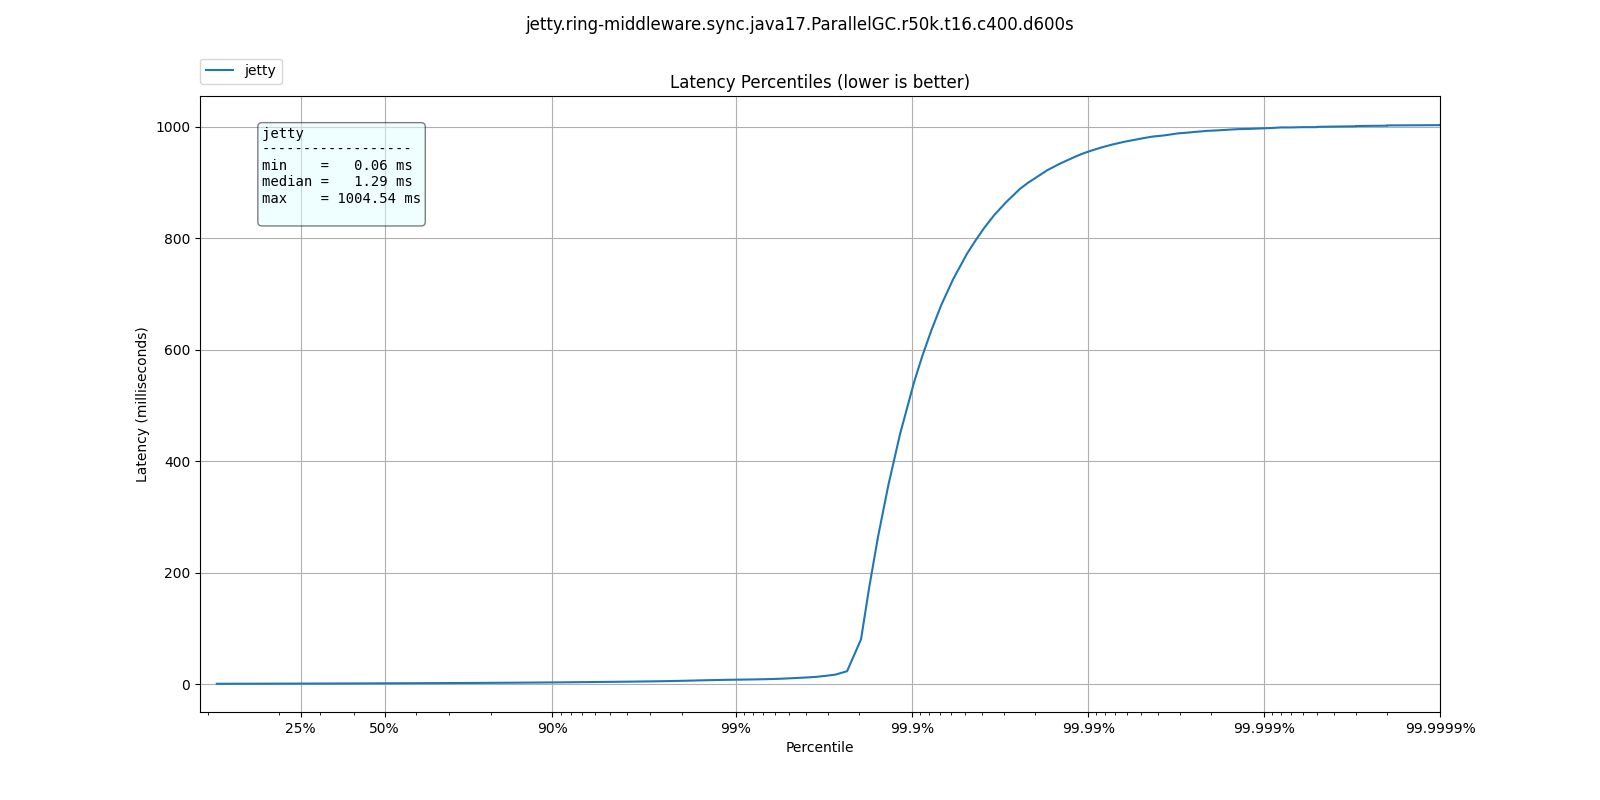 jetty.ring-middleware.sync.java17.ParallelGC.r50k.t16.c400.d600s
jetty
Latency Percentiles (lower is better)
1000
800
600
400
200
0
Latency (milliseconds)
jetty
------------------
min    =   0.06 ms
median =   1.29 ms
max    = 1004.54 ms
25% 50% 90% 99% 99.9% 99.99% 99.999% 99.9999%
Percentile